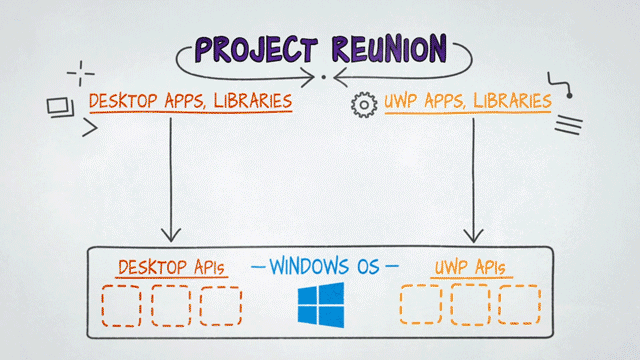 PROJECT REUNION
DESKTOP APPS, LIBRARIES
UWP APPS, LIBRARIES
DESKTOP APIs
– WINDOWS OS –
UWP APIs